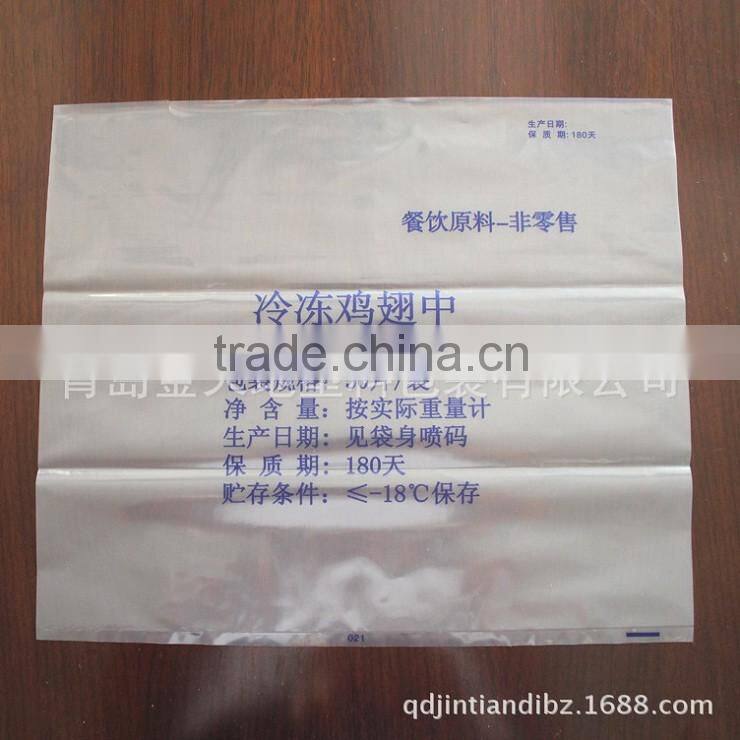 生产日期:
保 质 期:180天
餐饮原料-非零售
冷冻鸡翅中
trade.china.cn
净 含 量：按实际重量计
生产日期：见袋身喷码
保 质 期：180天
贮存条件：≤-18℃保存
021
qdjintiandibz.1688.com